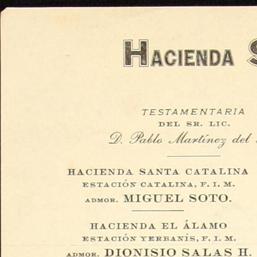 HACIENDA S
TESTAMENTARIA
DEL SR. LIC.
D. Pablo Martínez del
HACIENDA SANTA CATALINA
ESTACIÓN CATALINA, F. I. M.
ADMOR. MIGUEL SOTO.
HACIENDA EL ÁLAMO
ESTACIÓN YERBANÍS, F. I. M.
ADMOR. DIONISIO SALAS H.